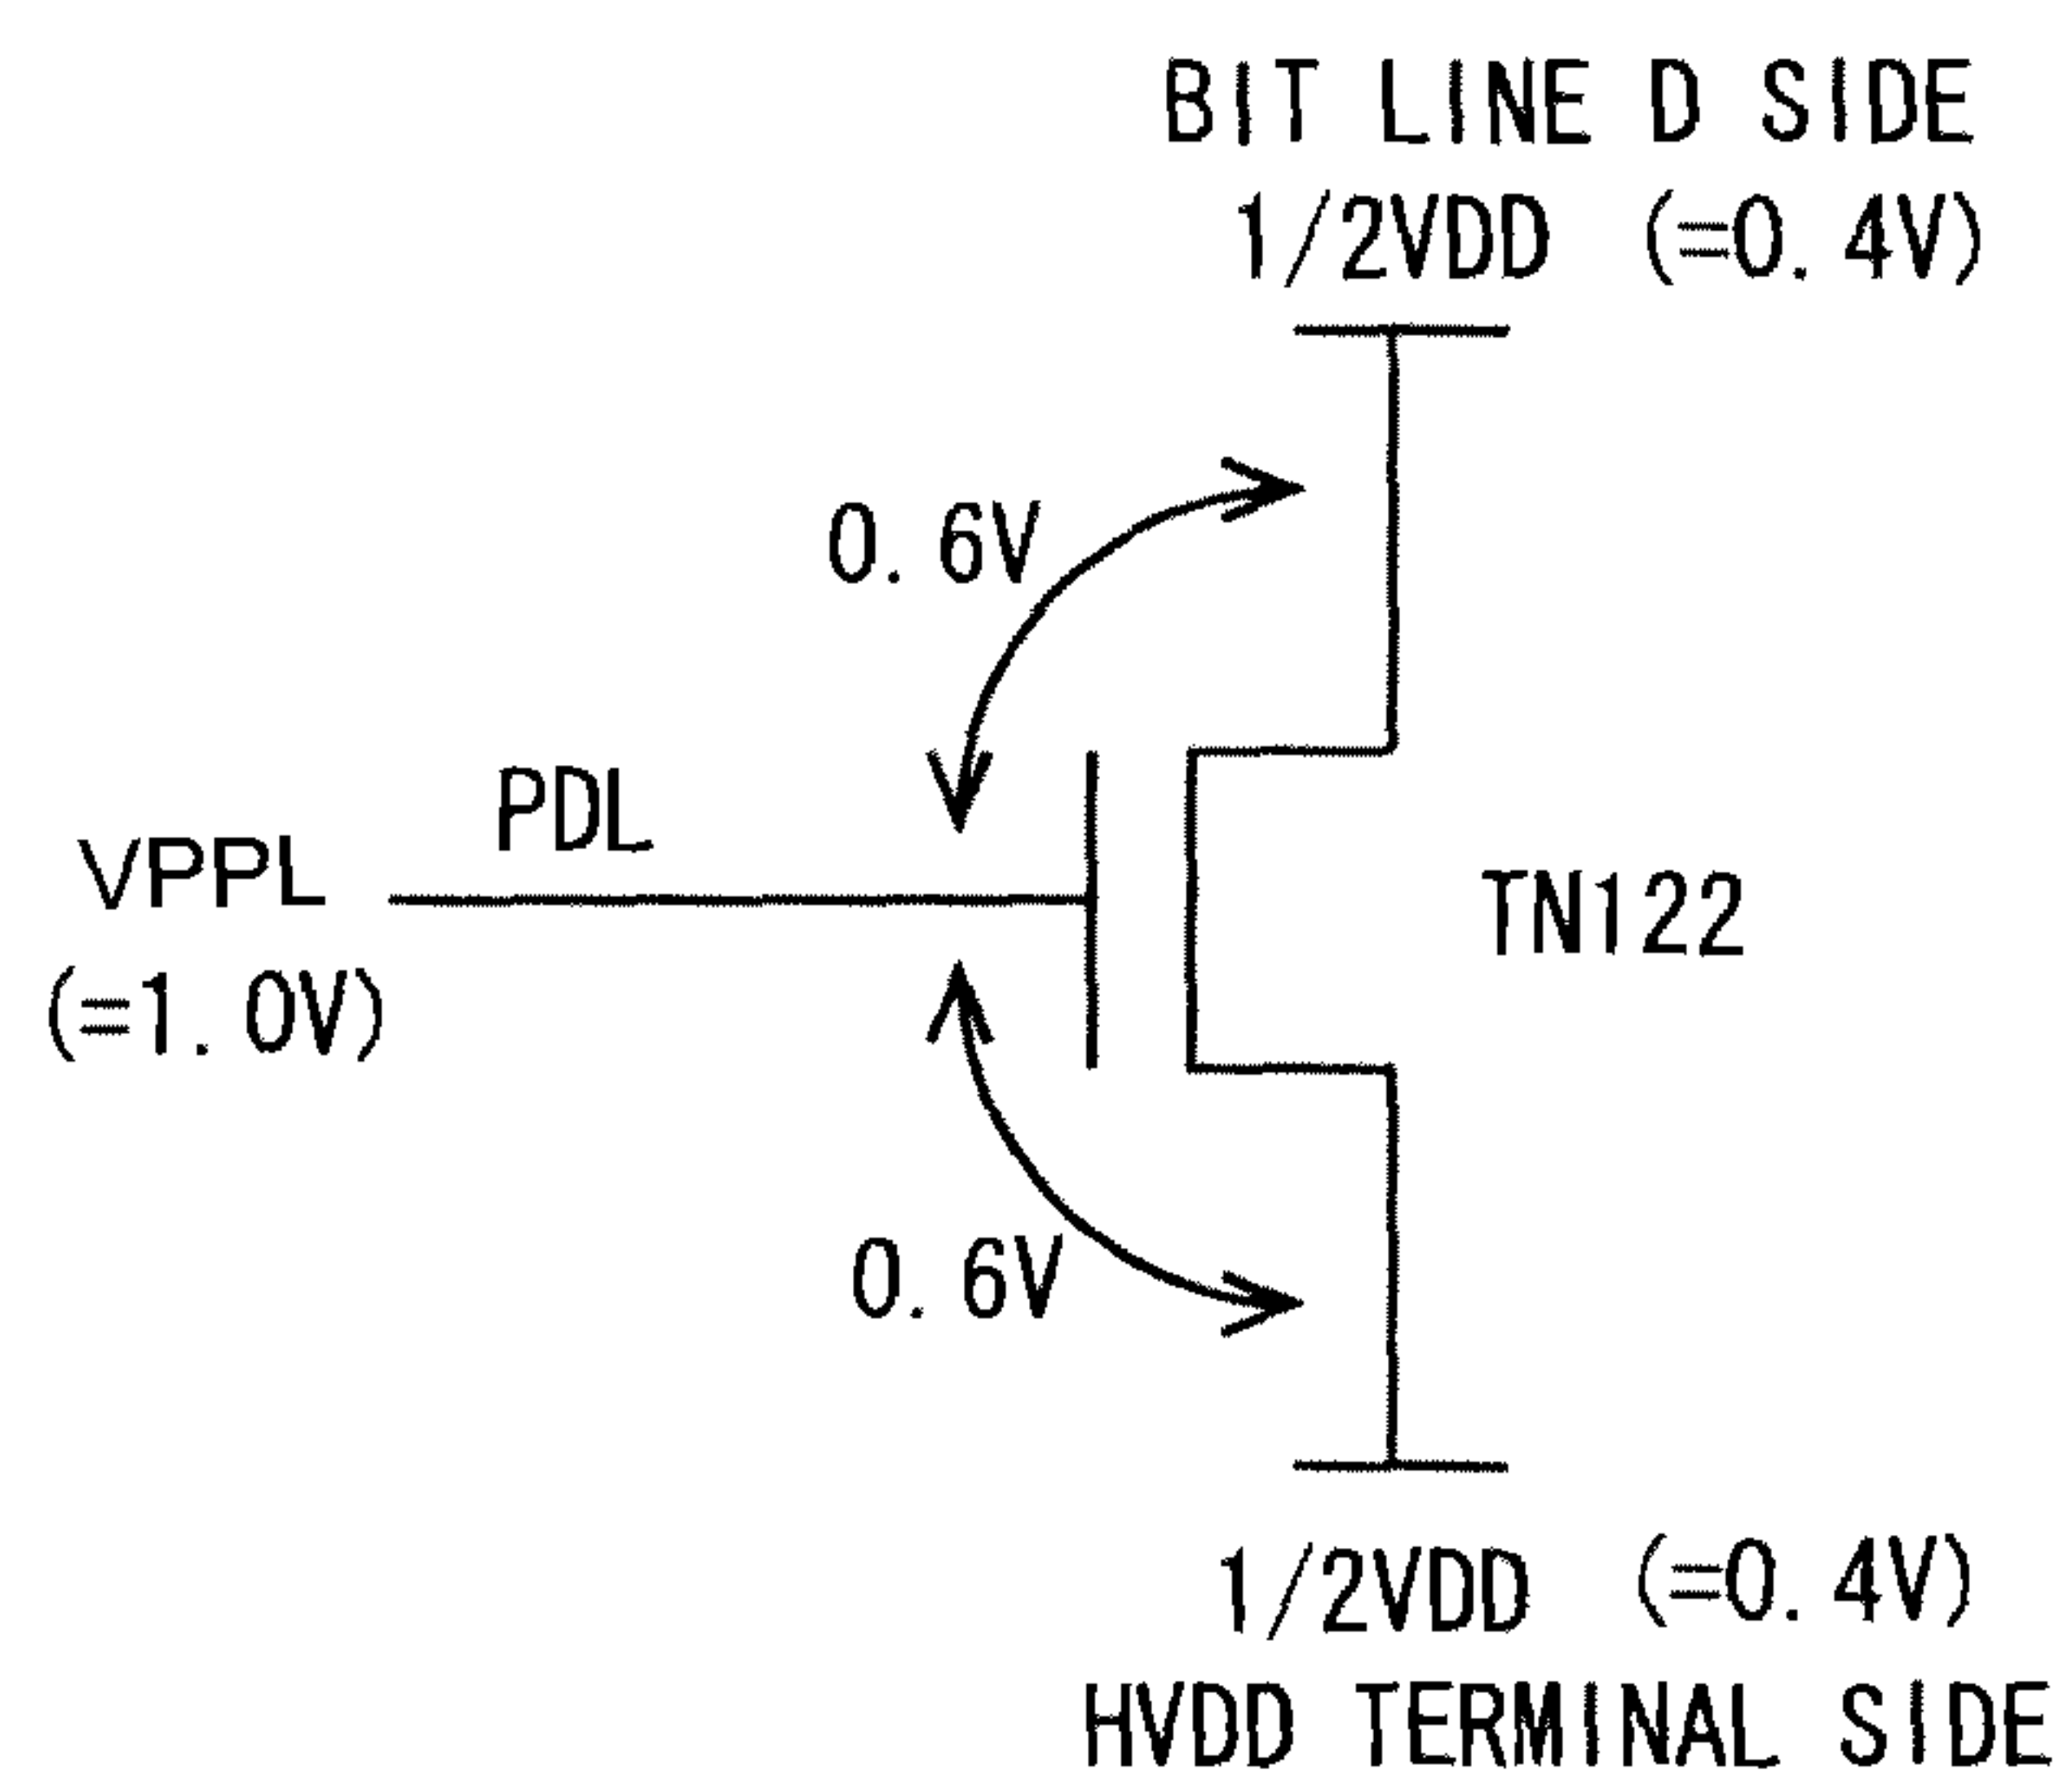 BIT LINE D SIDE
1/2VDD (=0.4V)
0.6V
PDL
VPPL
(=1.0V)
TN122
0.6V
1/2VDD (=0.4V)
HVDD TERMINAL SIDE